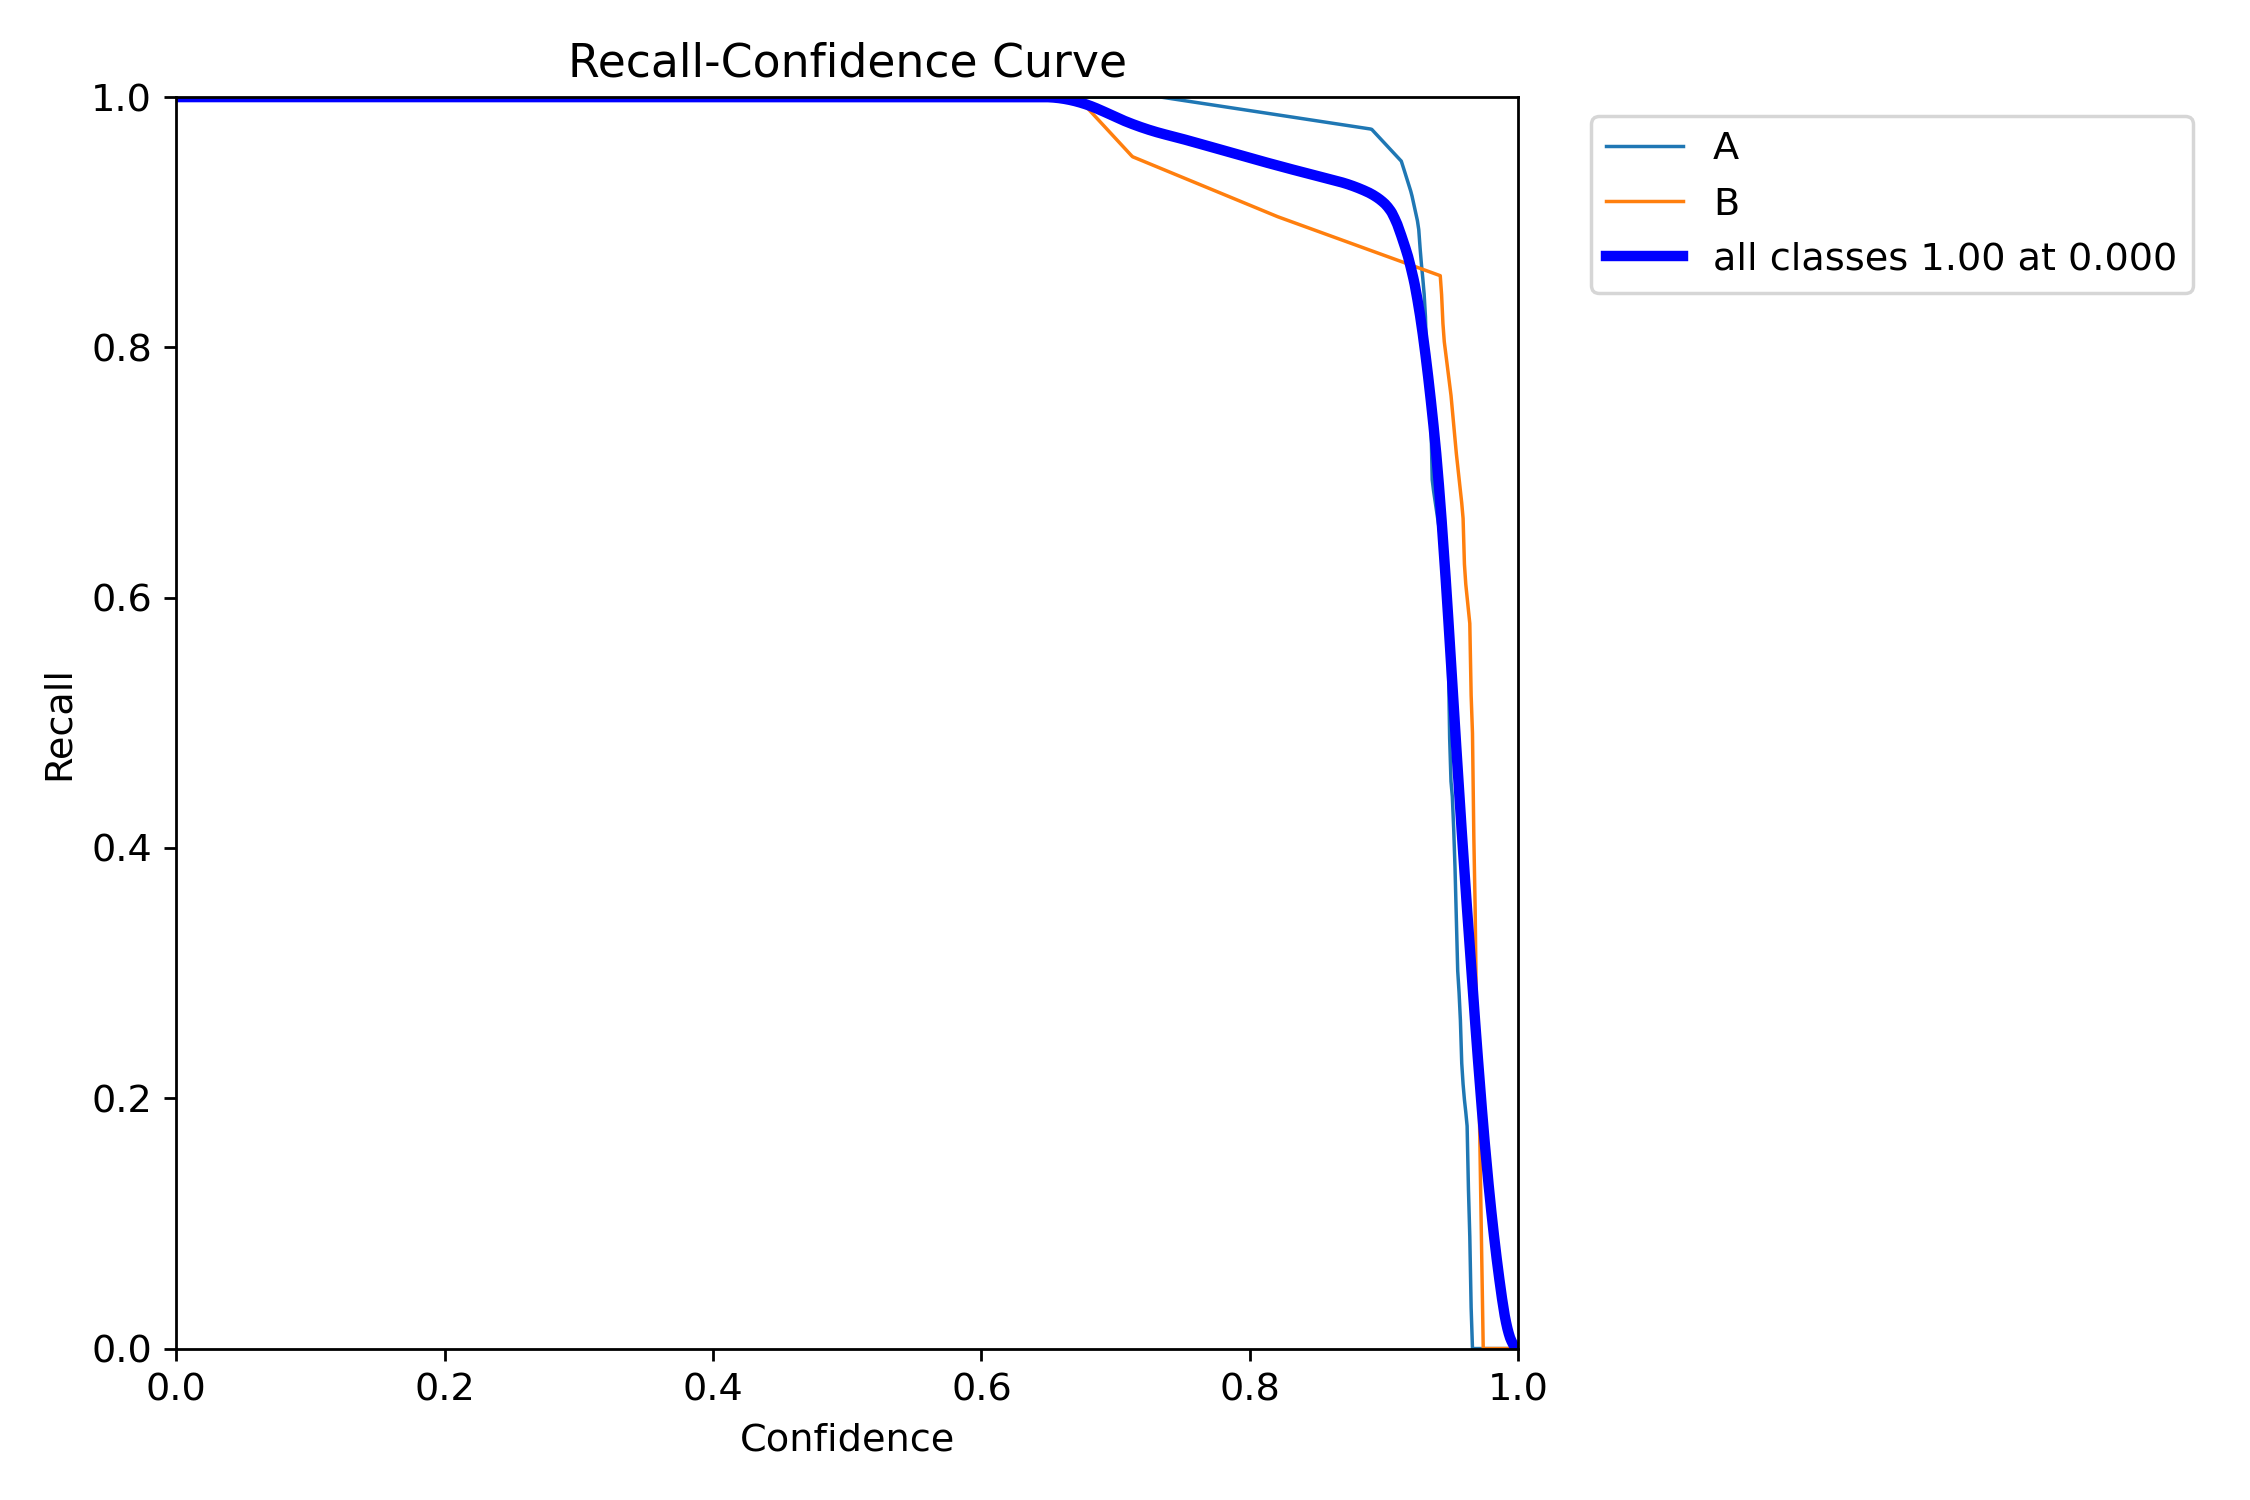 Recall-Confidence Curve
1.0
0.8
0.6
0.4
0.2
0.0
Recall
0.0 0.2 0.4 0.6 0.8 1.0
Confidence
A
B
all classes 1.00 at 0.000